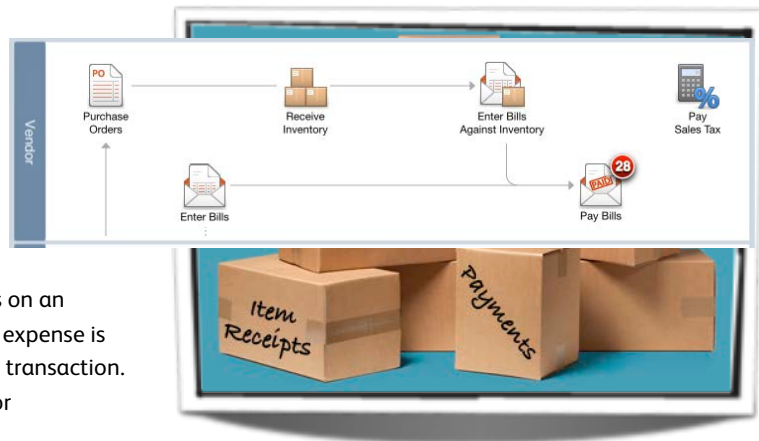 PO
Purchase
Orders
Receive
Inventory
Enter Bills
Against Inventory
%
Pay
Sales Tax
Vendor
Enter Bills
PAID
28
Pay Bills
s on an
expense is
transaction.
or
Item
Receipts
Payments